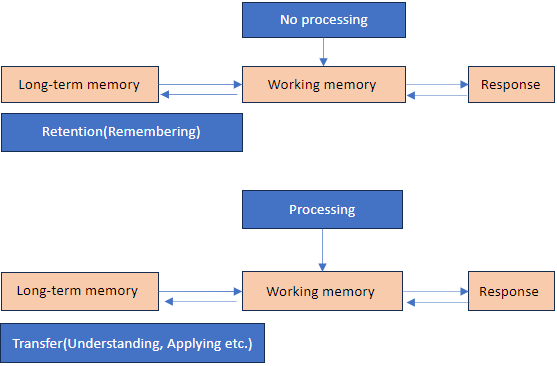 No processing
Long-term memory
Working memory
Response
Retention(Remembering)
Processing
Long-term memory
Working memory
Response
Transfer(Understanding, Applying etc.)